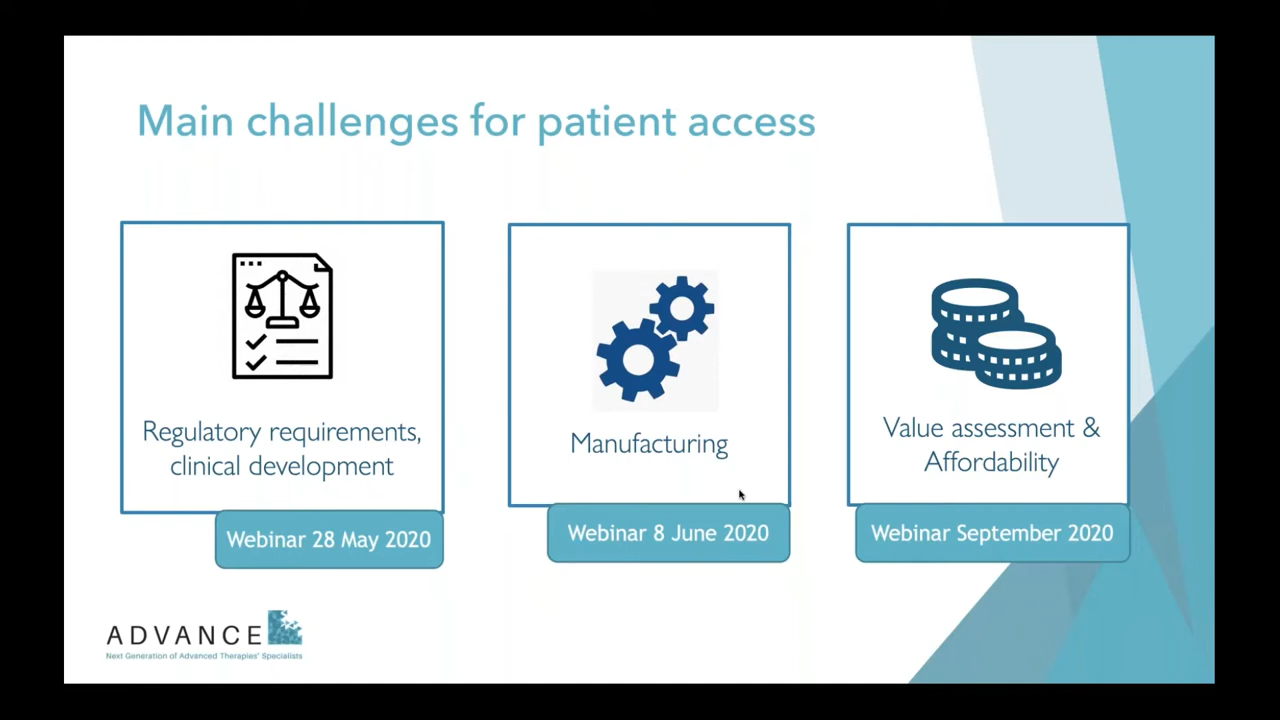 Main challenges for patient access
Regulatory requirements,
clinical development
Webinar 28 May 2020
Manufacturing
Webinar 8 June 2020
Value assessment &
Affordability
Webinar September 2020
ADVANCE
Next Generation of Advanced Therapies' Specialists